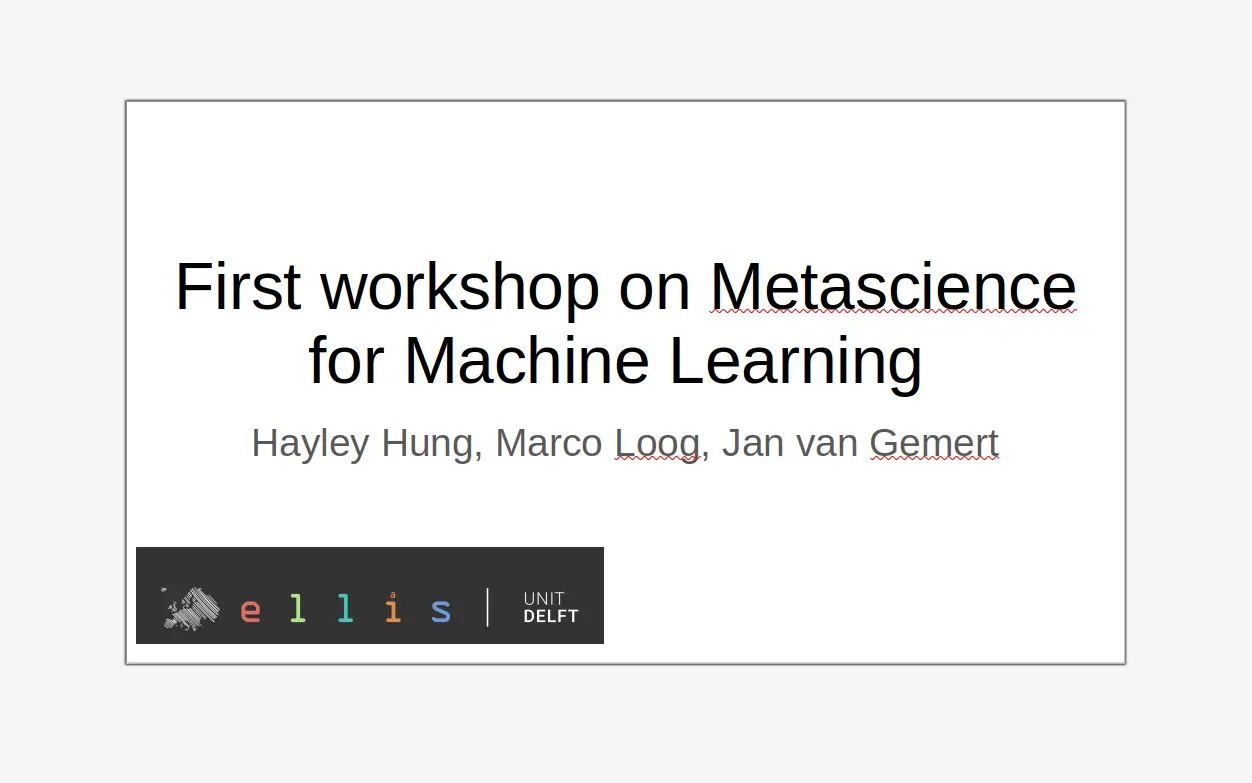 First workshop on Metascience
for Machine Learning
Hayley Hung, Marco Loog, Jan van Gemert
ellis
a
UNIT
DELFT